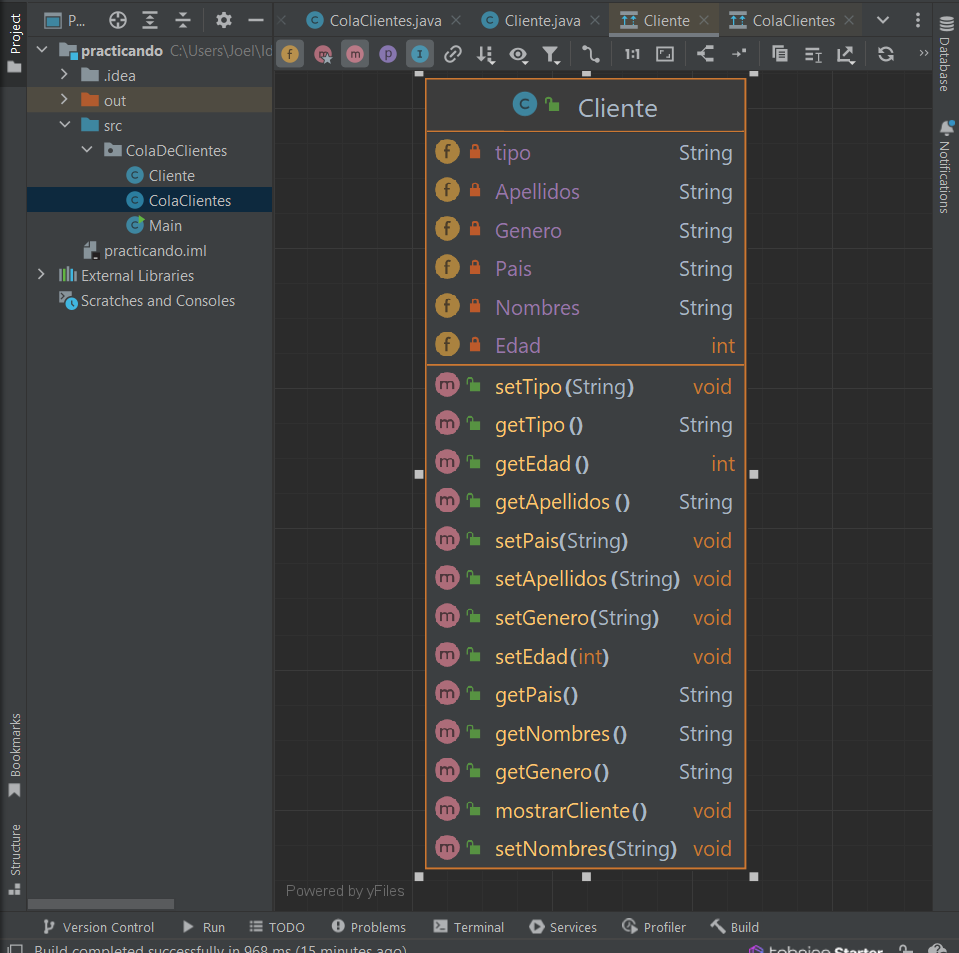 Project
P...
ColaClientes.java
Cliente.java
Cliente
ColaClientes
practicando C:\Users\Joel\Id
.idea
out
src
ColaDeClientes
Cliente
ColaClientes
Main
practicando.iml
External Libraries
Scratches and Consoles
1:1
Cliente
tipo String
Apellidos String
Genero String
Pais String
Nombres String
Edad int
setTipo(String) void
getTipo() String
getEdad() int
getApellidos() String
setPais(String) void
setApellidos(String) void
setGenero(String) void
setEdad(int) void
getPais() String
getNombres() String
getGenero() String
mostrarCliente() void
setNombres(String) void
Powered by yFiles
Database
Notifications
Bookmarks
Structure
Version Control
Run
TODO
Problems
Terminal
Services
Profiler
Build
Build completed successfully in 968 ms (15 minutes ago)
Starter